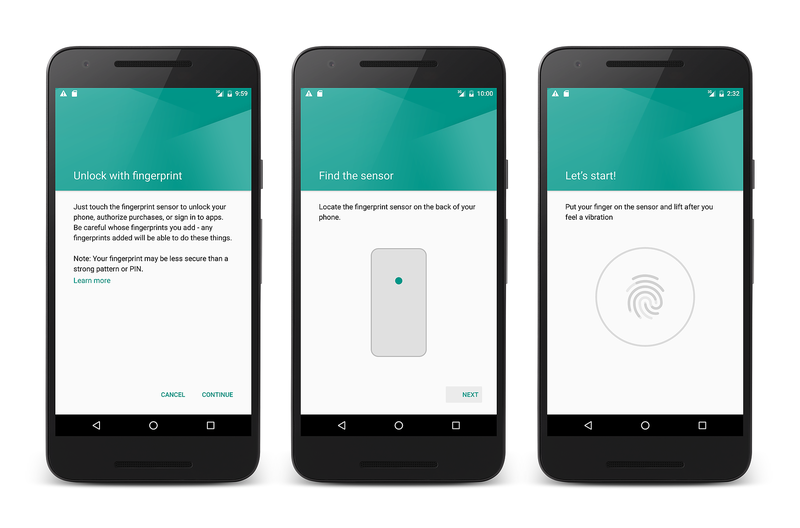 9:59
Unlock with fingerprint
Just touch the fingerprint sensor to unlock your
phone, authorize purchases, or sign in to apps.
Be careful whose fingerprints you add - any
fingerprints added will be able to do these things.
Note: Your fingerprint may be less secure than a
strong pattern or PIN.
Learn more
CANCEL CONTINUE
10:00
Find the sensor
Locate the fingerprint sensor on the back of your
phone.
NEXT
2:32
Let's start!
Put your finger on the sensor and lift after you
feel a vibration